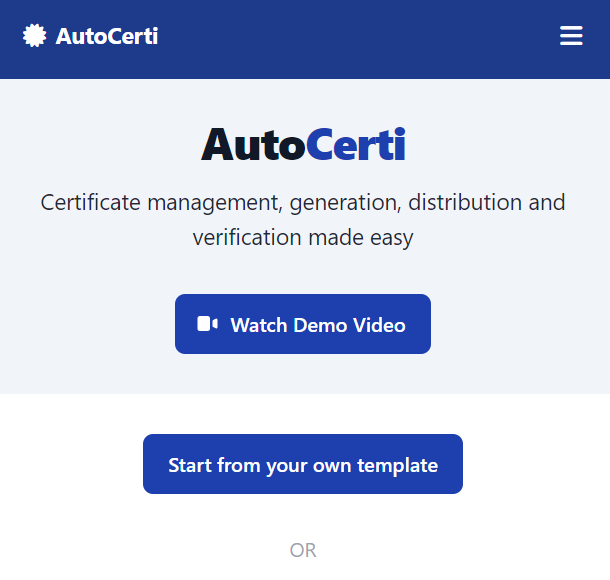 AutoCerti
AutoCerti
Certificate management, generation, distribution and
verification made easy
Watch Demo Video
Start from your own template
OR